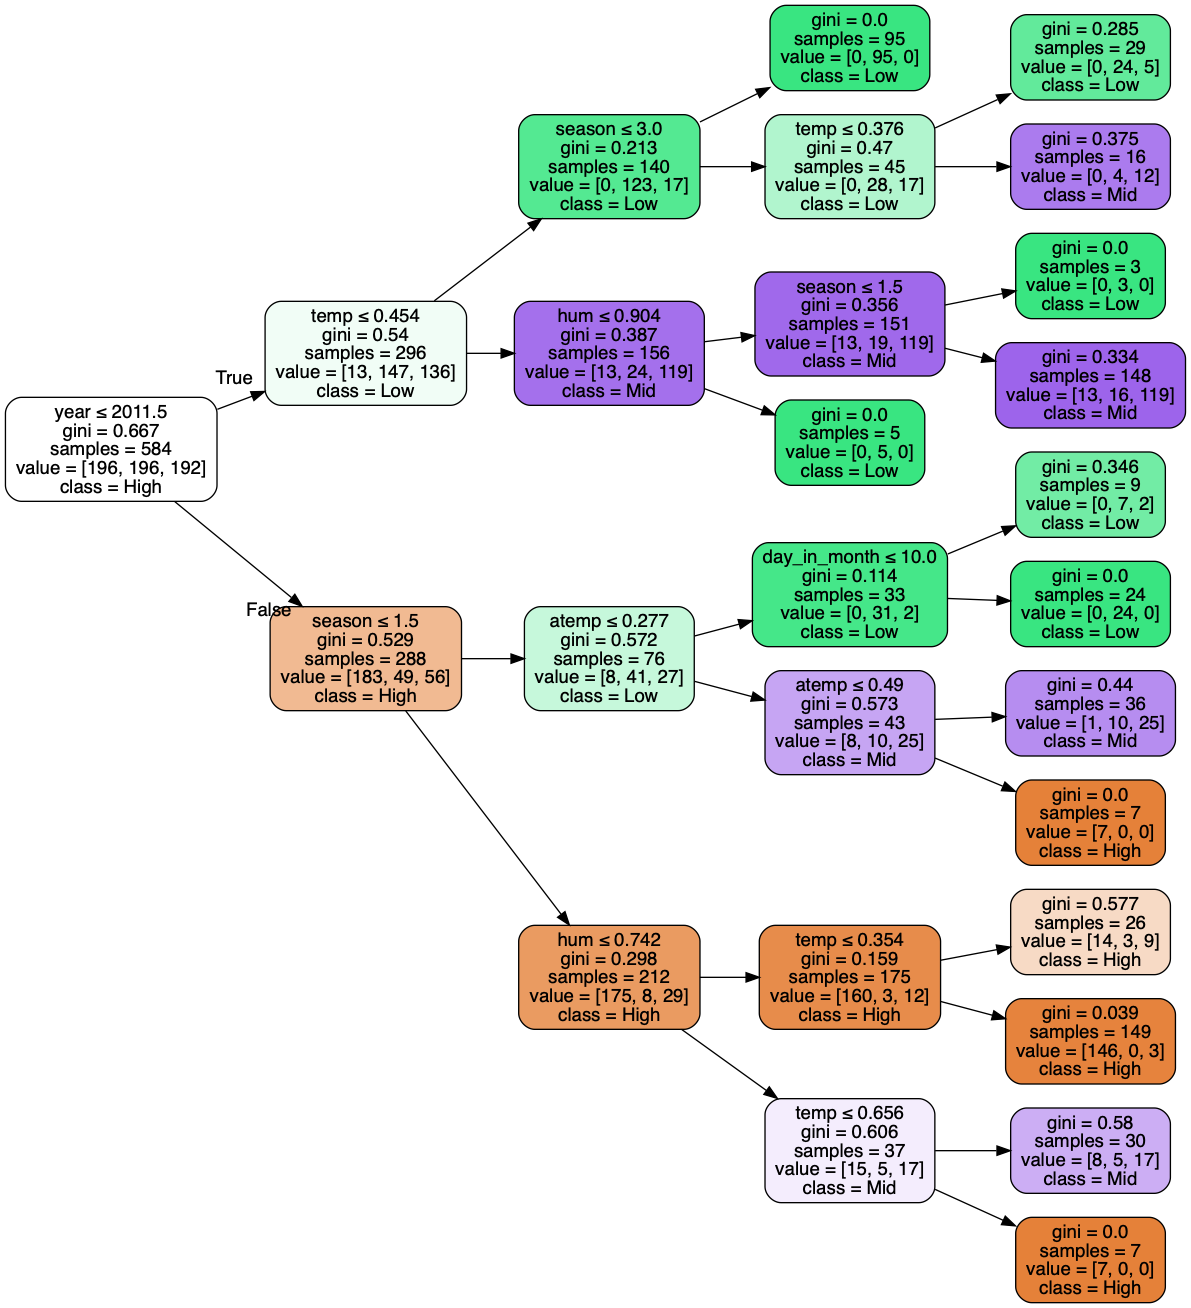 year ≤ 2011.5
gini = 0.667
samples = 584
value = [196, 196, 192]
class = High
True
False
temp ≤ 0.454
gini = 0.54
samples = 296
value = [13, 147, 136]
class = Low
season ≤ 1.5
gini = 0.529
samples = 288
value = [183, 49, 56]
class = High
season ≤ 3.0
gini = 0.213
samples = 140
value = [0, 123, 17]
class = Low
hum ≤ 0.904
gini = 0.387
samples = 156
value = [13, 24, 119]
class = Mid
atemp ≤ 0.277
gini = 0.572
samples = 76
value = [8, 41, 27]
class = Low
hum ≤ 0.742
gini = 0.298
samples = 212
value = [175, 8, 29]
class = High
gini = 0.0
samples = 95
value = [0, 95, 0]
class = Low
temp ≤ 0.376
gini = 0.47
samples = 45
value = [0, 28, 17]
class = Low
season ≤ 1.5
gini = 0.356
samples = 151
value = [13, 19, 119]
class = Mid
gini = 0.0
samples = 5
value = [0, 5, 0]
class = Low
day_in_month ≤ 10.0
gini = 0.114
samples = 33
value = [0, 31, 2]
class = Low
atemp ≤ 0.49
gini = 0.573
samples = 43
value = [8, 10, 25]
class = Mid
temp ≤ 0.354
gini = 0.159
samples = 175
value = [160, 3, 12]
class = High
temp ≤ 0.656
gini = 0.606
samples = 37
value = [15, 5, 17]
class = Mid
gini = 0.285
samples = 29
value = [0, 24, 5]
class = Low
gini = 0.375
samples = 16
value = [0, 4, 12]
class = Mid
gini = 0.0
samples = 3
value = [0, 3, 0]
class = Low
gini = 0.334
samples = 148
value = [13, 16, 119]
class = Mid
gini = 0.346
samples = 9
value = [0, 7, 2]
class = Low
gini = 0.0
samples = 24
value = [0, 24, 0]
class = Low
gini = 0.44
samples = 36
value = [1, 10, 25]
class = Mid
gini = 0.0
samples = 7
value = [7, 0, 0]
class = High
gini = 0.577
samples = 26
value = [14, 3, 9]
class = High
gini = 0.039
samples = 149
value = [146, 0, 3]
class = High
gini = 0.58
samples = 30
value = [8, 5, 17]
class = Mid
gini = 0.0
samples = 7
value = [7, 0, 0]
class = High